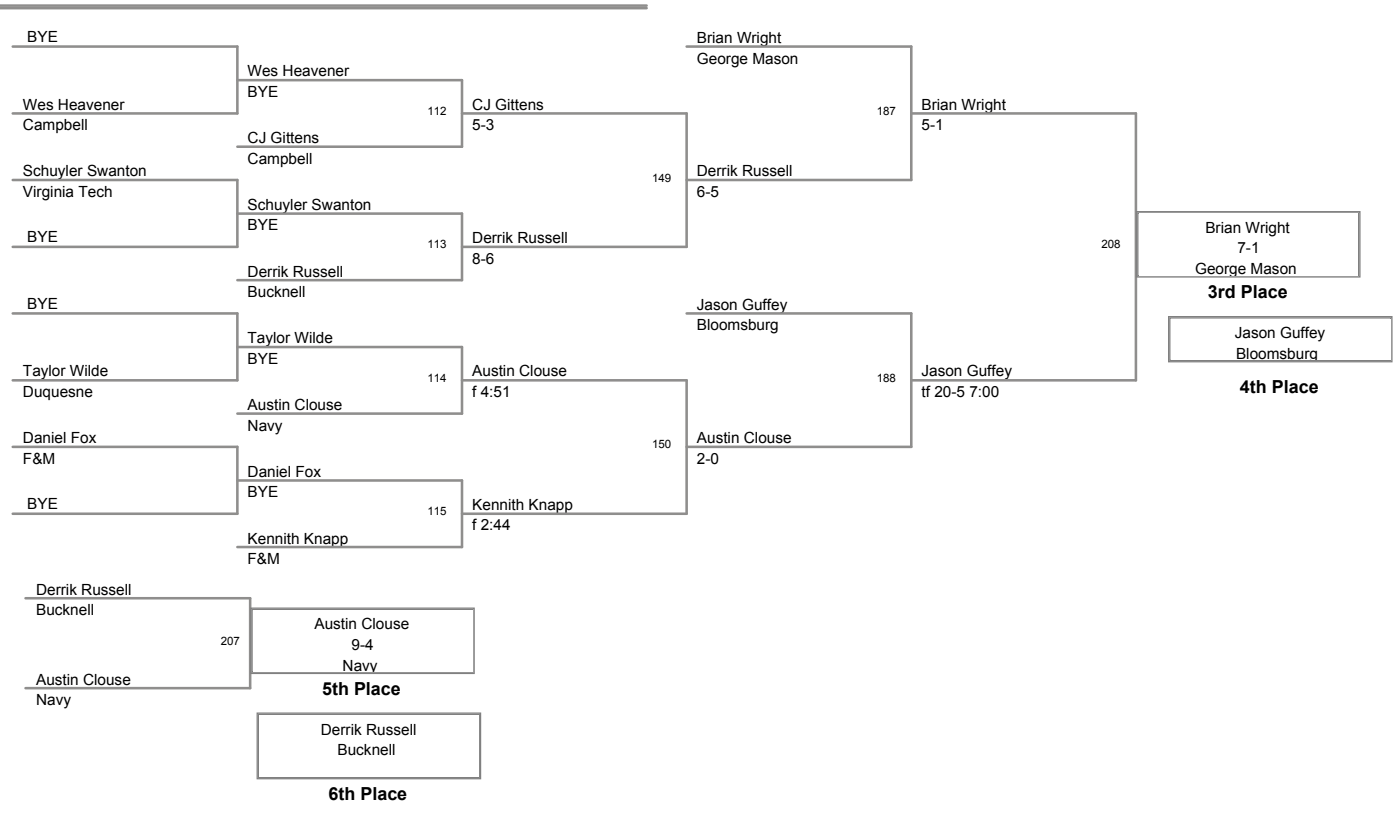 BYE
Wes Heavener
Campbell
Schuyler Swanton
Virginia Tech
BYE
BYE
Taylor Wilde
Duquesne
Daniel Fox
F&M
BYE
Wes Heavener
BYE
112
CJ Gittens
Campbell
Schuyler Swanton
BYE
113
Derrik Russell
Bucknell
Taylor Wilde
BYE
114
Austin Clouse
Navy
Daniel Fox
BYE
115
Kennith Knapp
F&M
CJ Gittens
5-3
149
Derrik Russell
8-6
Austin Clouse
f 4:51
150
Kennith Knapp
f 2:44
Brian Wright
George Mason
187
Derrik Russell
6-5
Jason Guffey
Bloomsburg
188
Austin Clouse
2-0
Brian Wright
5-1
208
Jason Guffey
tf 20-5 7:00
Brian Wright
7-1
George Mason
3rd Place
Jason Guffey
Bloomsburg
4th Place
Derrik Russell
Bucknell
207
Austin Clouse
Navy
Austin Clouse
9-4
Navy
5th Place
Derrik Russell
Bucknell
6th Place